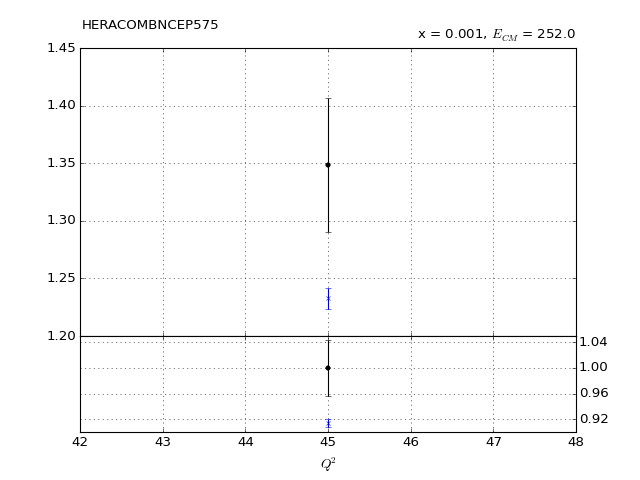 HERACOMBNCEP575
x = 0.001, E_CM = 252.0
1.45
1.40
1.35
1.30
1.25
1.20
1.04
1.00
0.96
0.92
42 43 44 45 46 47 48
Q²